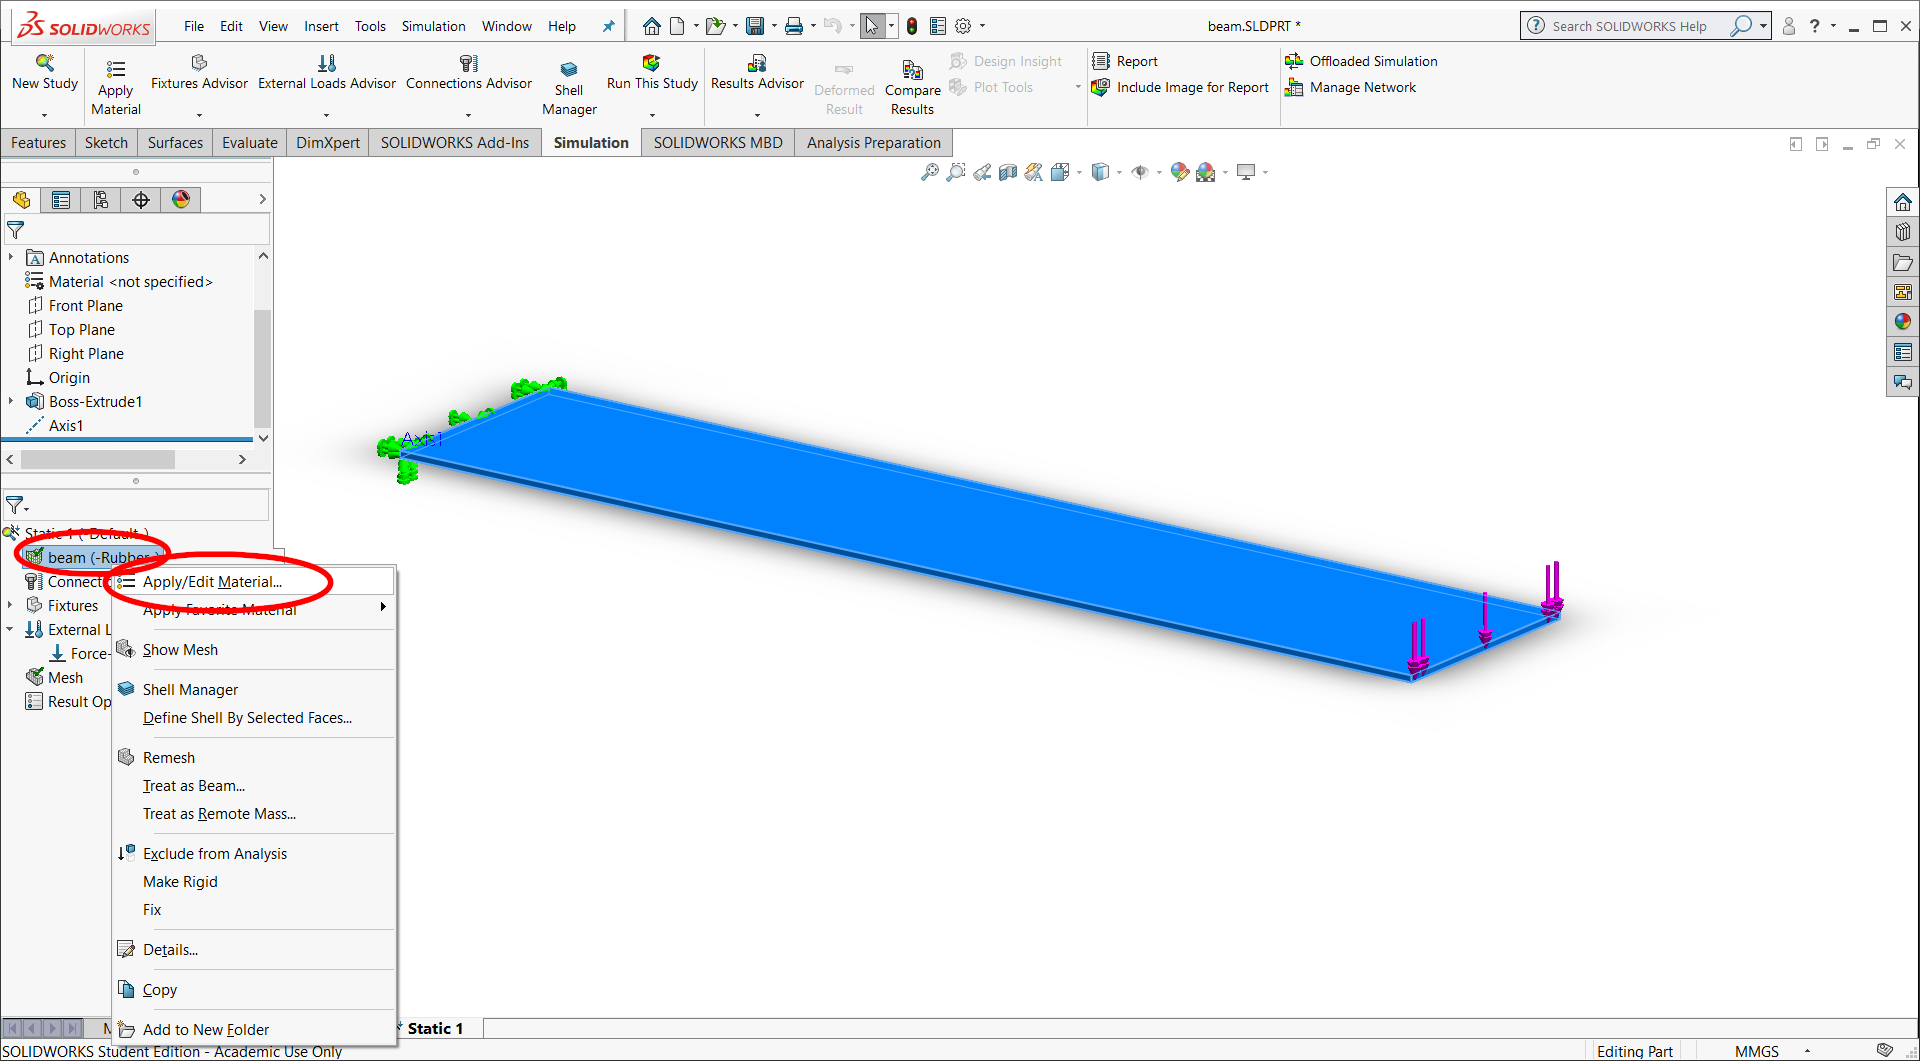 SOLIDWORKS File Edit View Insert Tools Simulation Window Help beam.SLDPRT * Search SOLIDWORKS Help ?
New Study
Apply Material
Fixtures Advisor
External Loads Advisor
Connections Advisor
Shell Manager
Run This Study
Results Advisor
Deformed Result
Compare Results
Design Insight
Plot Tools
Report
Include Image for Report
Offloaded Simulation
Manage Network
Features Sketch Surfaces Evaluate DimXpert SOLIDWORKS Add-Ins Simulation SOLIDWORKS MBD Analysis Preparation
Annotations
Material <not specified>
Front Plane
Top Plane
Right Plane
Origin
Boss-Extrude1
Axis1
Axis1
Static 1 (-Default-)
beam (-Rubber-)
Connecti
Fixtures
External L
Force-
Mesh
Result Op
Apply/Edit Material...
Apply Favorite Material
Show Mesh
Shell Manager
Define Shell By Selected Faces...
Remesh
Treat as Beam...
Treat as Remote Mass...
Exclude from Analysis
Make Rigid
Fix
Details...
Copy
Add to New Folder
M
Static 1
SOLIDWORKS Student Edition - Academic Use Only Editing Part MMGS